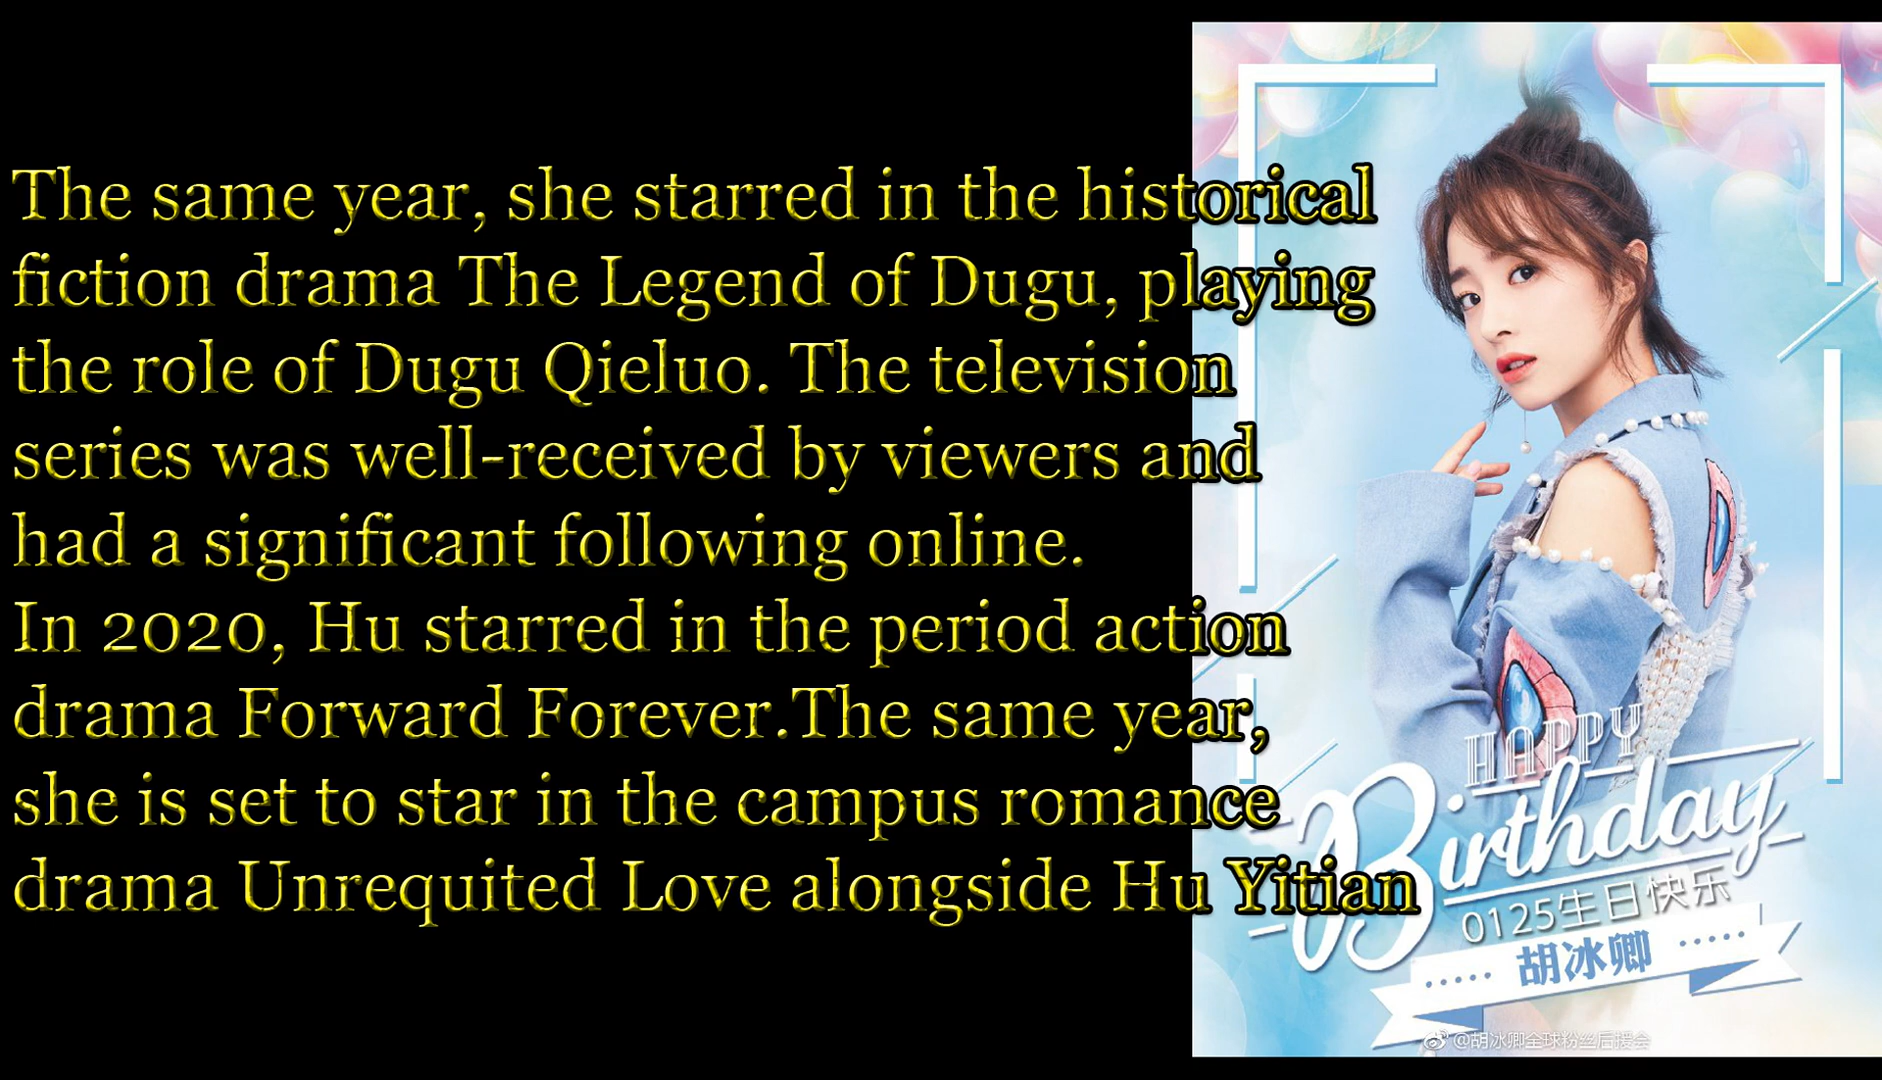 The same year, she starred in the historical
fiction drama The Legend of Dugu, playing
the role of Dugu Qieluo. The television
series was well-received by viewers and
had a significant following online.
In 2020, Hu starred in the period action
drama Forward Forever.The same year,
she is set to star in the campus romance
drama Unrequited Love alongside Hu Yitian
HAPPY
Birthday
0125生日快乐
胡冰卿
@胡冰卿全球粉丝后援会